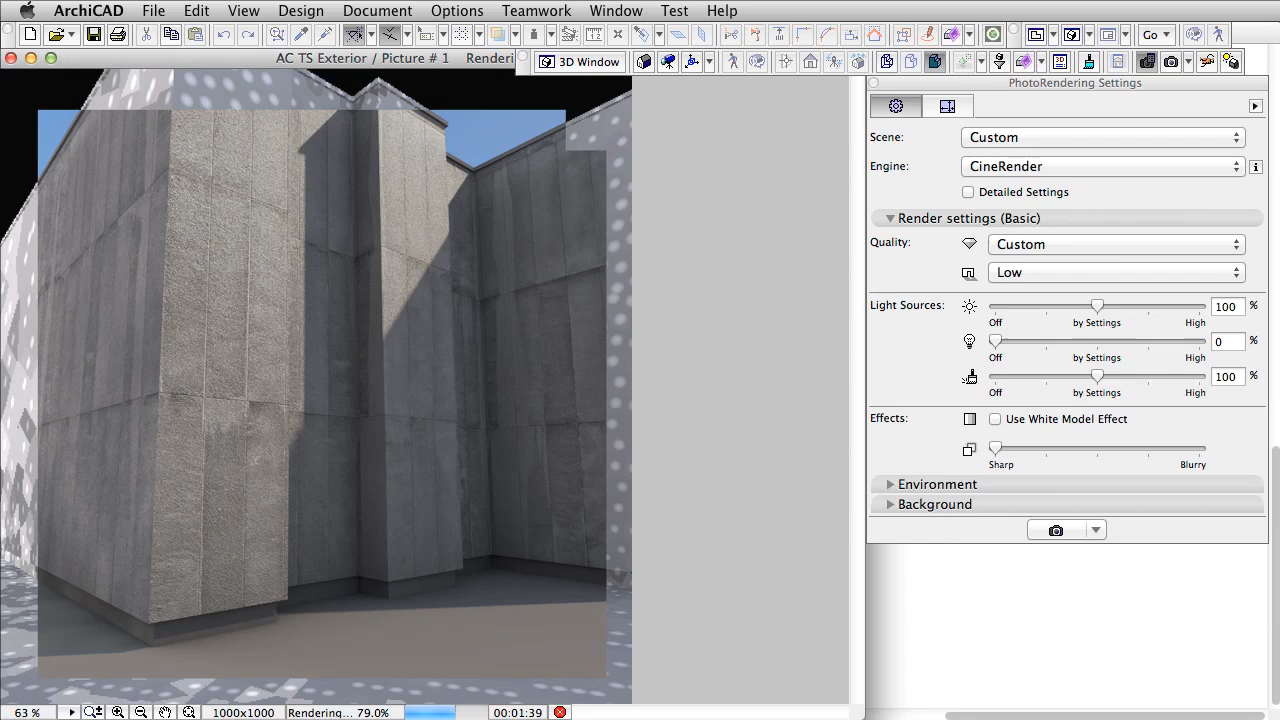 ArchiCAD File Edit View Design Document Options Teamwork Window Test Help
Go
AC TS Exterior / Picture # 1 Renderi
3D Window
PhotoRendering Settings
Scene: Custom
Engine: CineRender
Detailed Settings
Render settings (Basic)
Quality: Custom
Low
Light Sources: 100 %
Off by Settings High
0 %
Off by Settings High
100 %
Off by Settings High
Effects: Use White Model Effect
Sharp Blurry
Environment
Background
63 % 1000x1000 Rendering... 79.0% 00:01:39